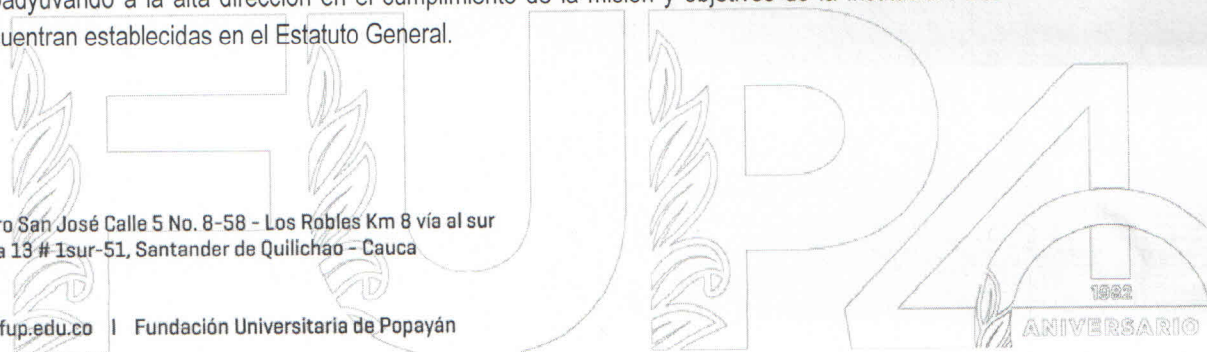 adyuvando a la alta dirección en el cumplimiento de la misión y objetivos de la
uentran establecidas en el Estatuto General.
FUP 40
ro San José Calle 5 No. 8-58 - Los Robles Km 8 vía al sur
a 13 # 1sur-51, Santander de Quilichao - Cauca
1982
ANIVERSARIO
fup.edu.co | Fundación Universitaria de Popayán